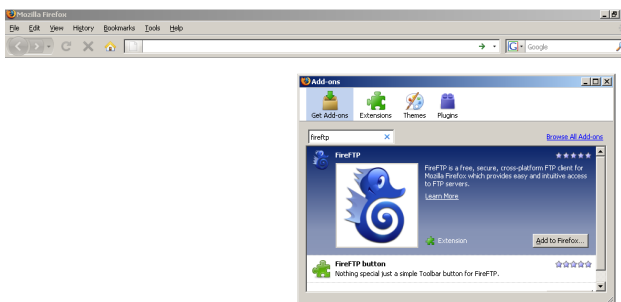 Mozilla Firefox
File Edit View History Bookmarks Tools Help
G Google
Add-ons
Get Add-ons Extensions Themes Plugins
fireftp Browse All Add-ons
FireFTP
FireFTP is a free, secure, cross-platform FTP client for
Mozilla Firefox which provides easy and intuitive access
to FTP servers.
Learn More
Extension Add to Firefox...
FireFTP button
Nothing special just a simple Toolbar button for FireFTP.